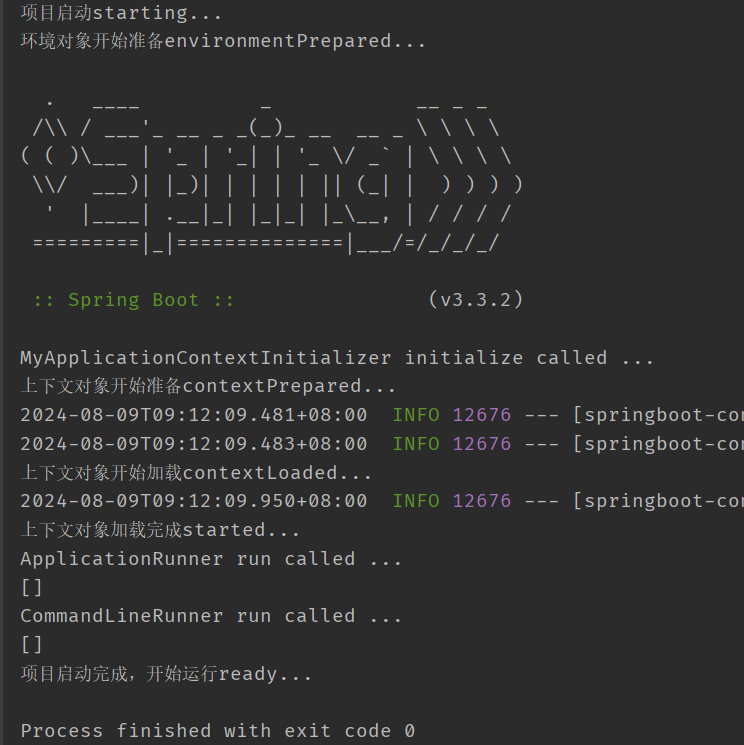 项目启动starting...
环境对象开始准备environmentPrepared...
  .   ____          _            __ _ _
 /\\ / ___'_ __ _ _(_)_ __  __ _ \ \ \ \
( ( )\___ | '_ | '_| | '_ \/ _` | \ \ \ \
 \\/  ___)| |_)| | | | | || (_| |  ) ) ) )
  '  |____| .__|_| |_|_| |_\__, | / / / /
 =========|_|==============|___/=/_/_/_/
 :: Spring Boot ::                (v3.3.2)
MyApplicationContextInitializer initialize called ...
上下文对象开始准备contextPrepared...
2024-08-09T09:12:09.481+08:00  INFO 12676 --- [springboot-con
2024-08-09T09:12:09.483+08:00  INFO 12676 --- [springboot-con
上下文对象开始加载contextLoaded...
2024-08-09T09:12:09.950+08:00  INFO 12676 --- [springboot-con
上下文对象加载完成started...
ApplicationRunner run called ...
[]
CommandLineRunner run called ...
[]
项目启动完成，开始运行ready...
Process finished with exit code 0